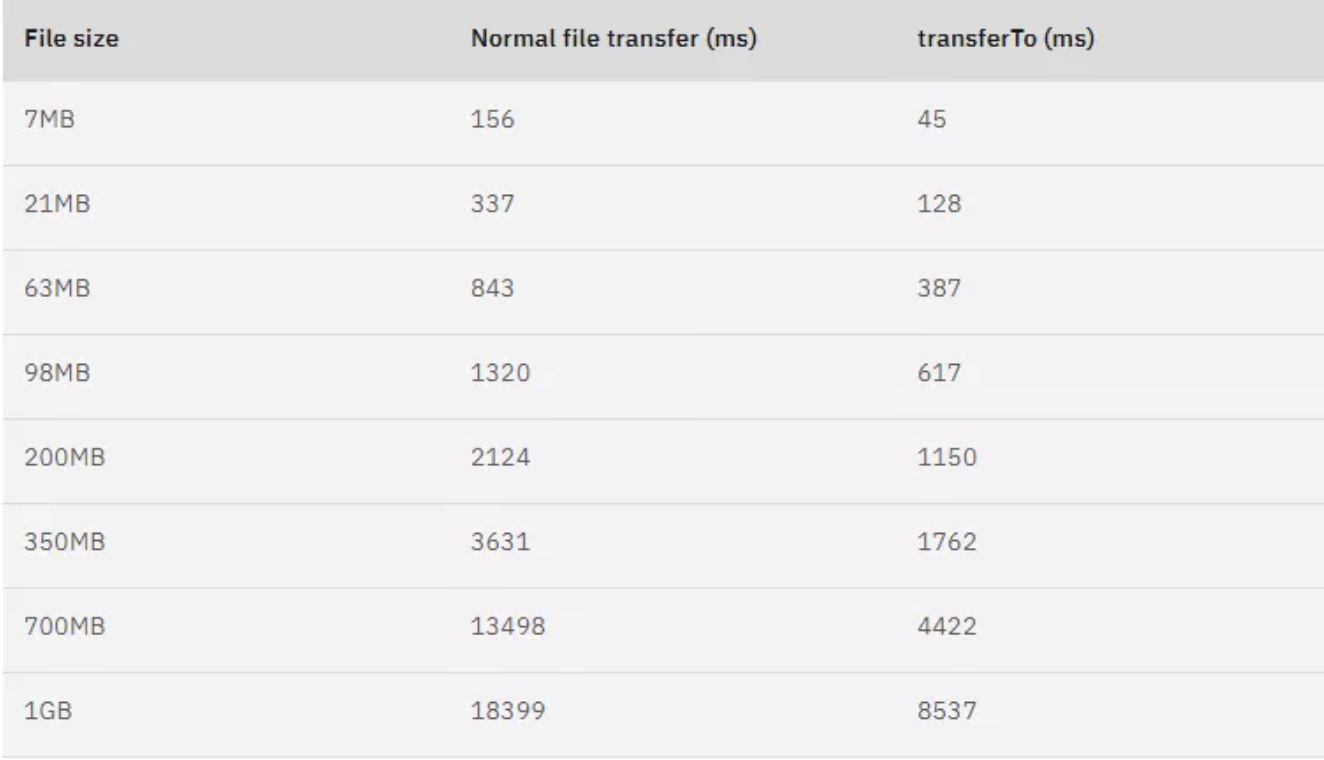 File size Normal file transfer (ms) transferTo (ms)
7MB 156 45
21MB 337 128
63MB 843 387
98MB 1320 617
200MB 2124 1150
350MB 3631 1762
700MB 13498 4422
1GB 18399 8537